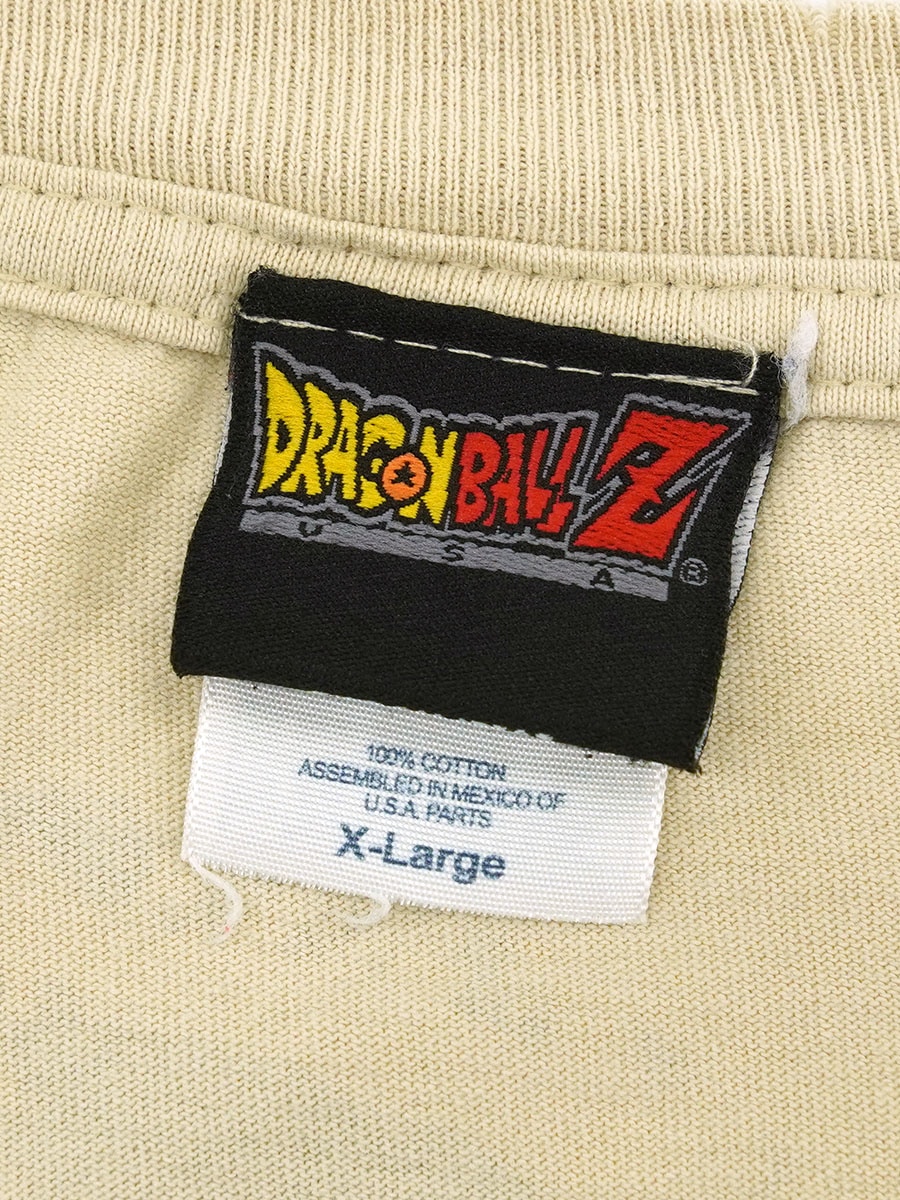 DRAGONBALL Z
USA ®
100% COTTON
ASSEMBLED IN MEXICO OF
U.S.A. PARTS
X-Large